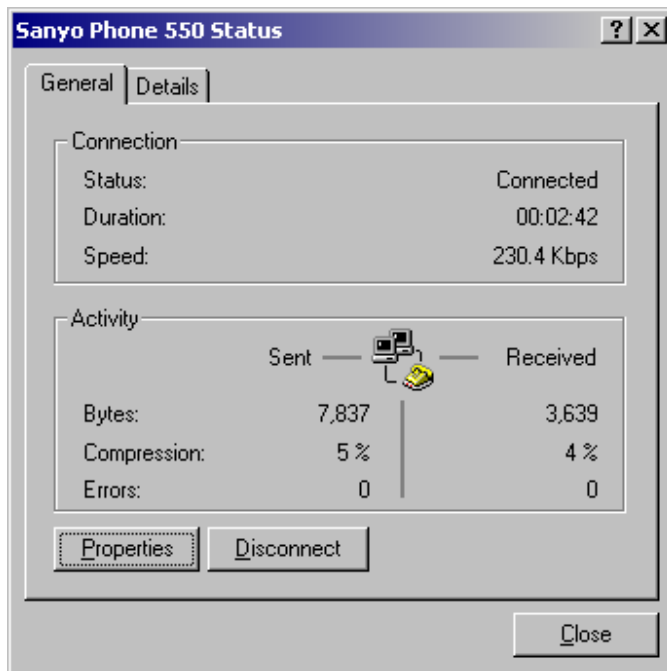 Sanyo Phone 550 Status
General Details
Connection
Status: Connected
Duration: 00:02:42
Speed: 230.4 Kbps
Activity
Sent Received
Bytes: 7,837 3,639
Compression: 5 % 4 %
Errors: 0 0
Properties Disconnect
Close